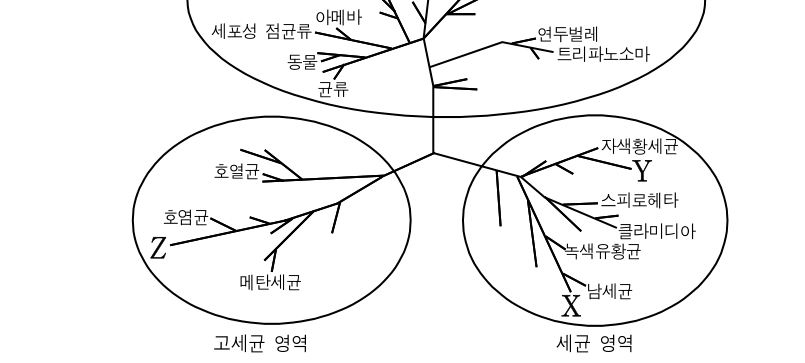 아메바
세포성 점균류
연두벌레
동물
트리파노소마
균류
자색황세균
호열균
Y
스피로헤타
호염균
클라미디아
Z
녹색유황균
메탄세균
남세균
X
고세균 영역
세균 영역